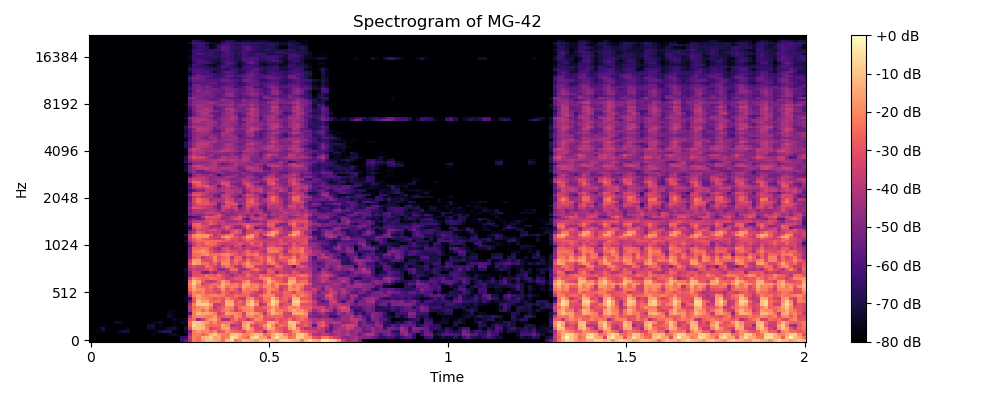 Spectrogram of MG-42
Hz
16384
8192
4096
2048
1024
512
0
0 0.5 1 1.5 2
Time
+0 dB
-10 dB
-20 dB
-30 dB
-40 dB
-50 dB
-60 dB
-70 dB
-80 dB